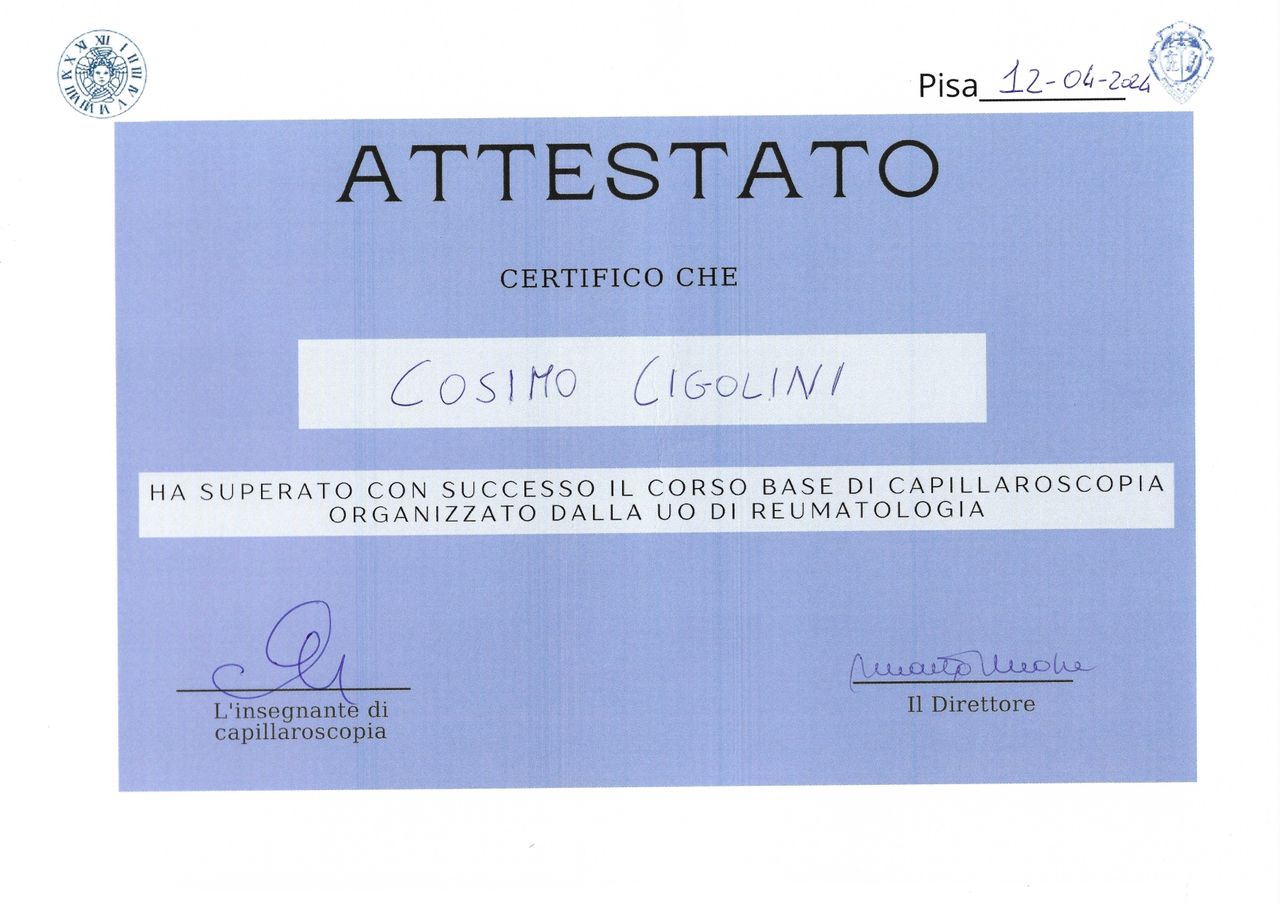 Pisa 12-04-2024
ATTESTATO
CERTIFICO CHE
COSIMO CIGOLINI
HA SUPERATO CON SUCCESSO IL CORSO BASE DI CAPILLAROSCOPIA
ORGANIZZATO DALLA UO DI REUMATOLOGIA
L'insegnante di
capillaroscopia
Il Direttore